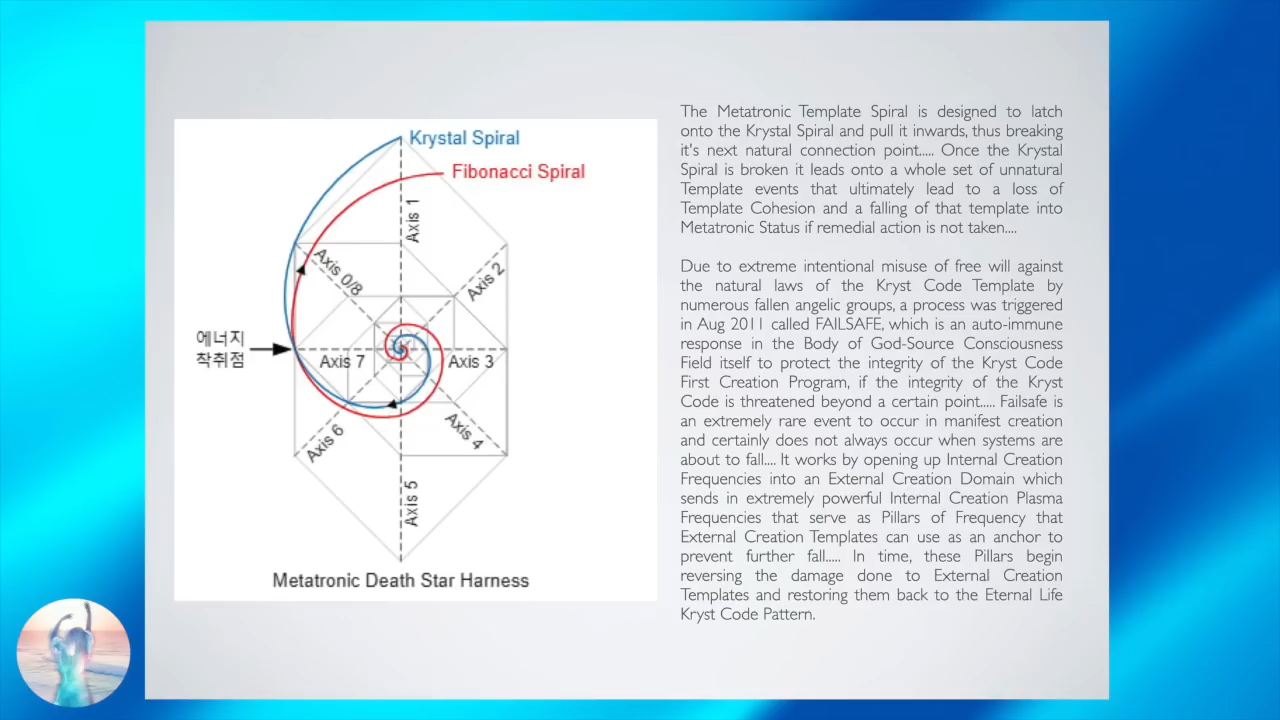 Krystal Spiral
Fibonacci Spiral
Axis 1
Axis 0/8
Axis 2
에너지
착취점
Axis 7
Axis 3
Axis 6
Axis 4
Axis 5
Metatronic Death Star Harness
The Metatronic Template Spiral is designed to latch
onto the Krystal Spiral and pull it inwards, thus breaking
it's next natural connection point..... Once the Krystal
Spiral is broken it leads onto a whole set of unnatural
Template events that ultimately lead to a loss of
Template Cohesion and a falling of that template into
Metatronic Status if remedial action is not taken....
Due to extreme intentional misuse of free will against
the natural laws of the Kryst Code Template by
numerous fallen angelic groups, a process was triggered
in Aug 2011 called FAILSAFE, which is an auto-immune
response in the Body of God-Source Consciousness
Field itself to protect the integrity of the Kryst Code
First Creation Program, if the integrity of the Kryst
Code is threatened beyond a certain point..... Failsafe is
an extremely rare event to occur in manifest creation
and certainly does not always occur when systems are
about to fall.... It works by opening up Internal Creation
Frequencies into an External Creation Domain which
sends in extremely powerful Internal Creation Plasma
Frequencies that serve as Pillars of Frequency that
External Creation Templates can use as an anchor to
prevent further fall..... In time, these Pillars begin
reversing the damage done to External Creation
Templates and restoring them back to the Eternal Life
Kryst Code Pattern.